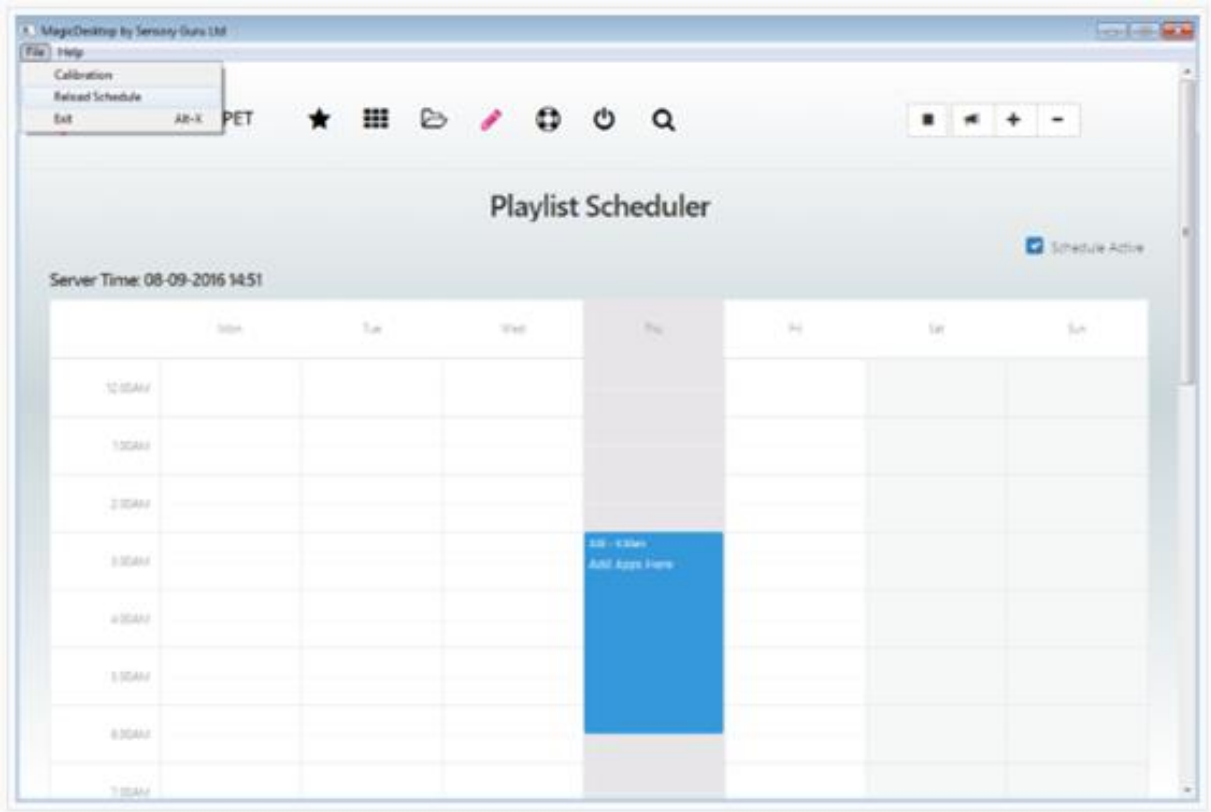 MagicDesktop by Sensory Guru Ltd
File Help
Calibration
Reload Schedule
Exit Alt-X
PET
Playlist Scheduler
Schedule Active
Server Time: 08-09-2016 14:51
Mon Tue Wed Thu Fri Sat Sun
12:00AM
1:00AM
2:00AM
3:00AM
Add Apps Here
4:00AM
5:00AM
6:00AM
7:00AM